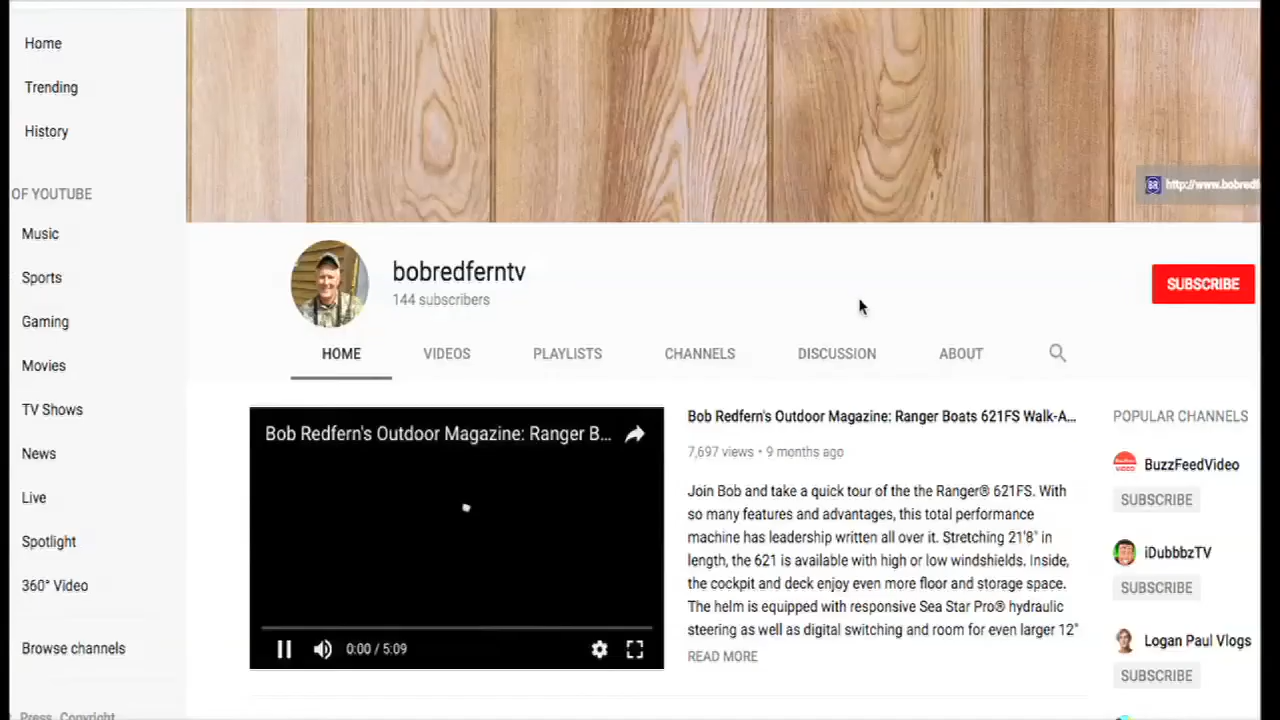 Home
Trending
History
OF YOUTUBE
Music
Sports
Gaming
Movies
TV Shows
News
Live
Spotlight
360° Video
Browse channels
Press Copyright
BR http://www.bobredf
bobredferntv
144 subscribers
SUBSCRIBE
HOME VIDEOS PLAYLISTS CHANNELS DISCUSSION ABOUT
Bob Redfern's Outdoor Magazine: Ranger B...
0:00 / 5:09
Bob Redfern's Outdoor Magazine: Ranger Boats 621FS Walk-A...
7,697 views • 9 months ago
Join Bob and take a quick tour of the the Ranger® 621FS. With
so many features and advantages, this total performance
machine has leadership written all over it. Stretching 21'8" in
length, the 621 is available with high or low windshields. Inside,
the cockpit and deck enjoy even more floor and storage space.
The helm is equipped with responsive Sea Star Pro® hydraulic
steering as well as digital switching and room for even larger 12"
READ MORE
POPULAR CHANNELS
BuzzFeedVideo
SUBSCRIBE
iDubbbzTV
SUBSCRIBE
Logan Paul Vlogs
SUBSCRIBE